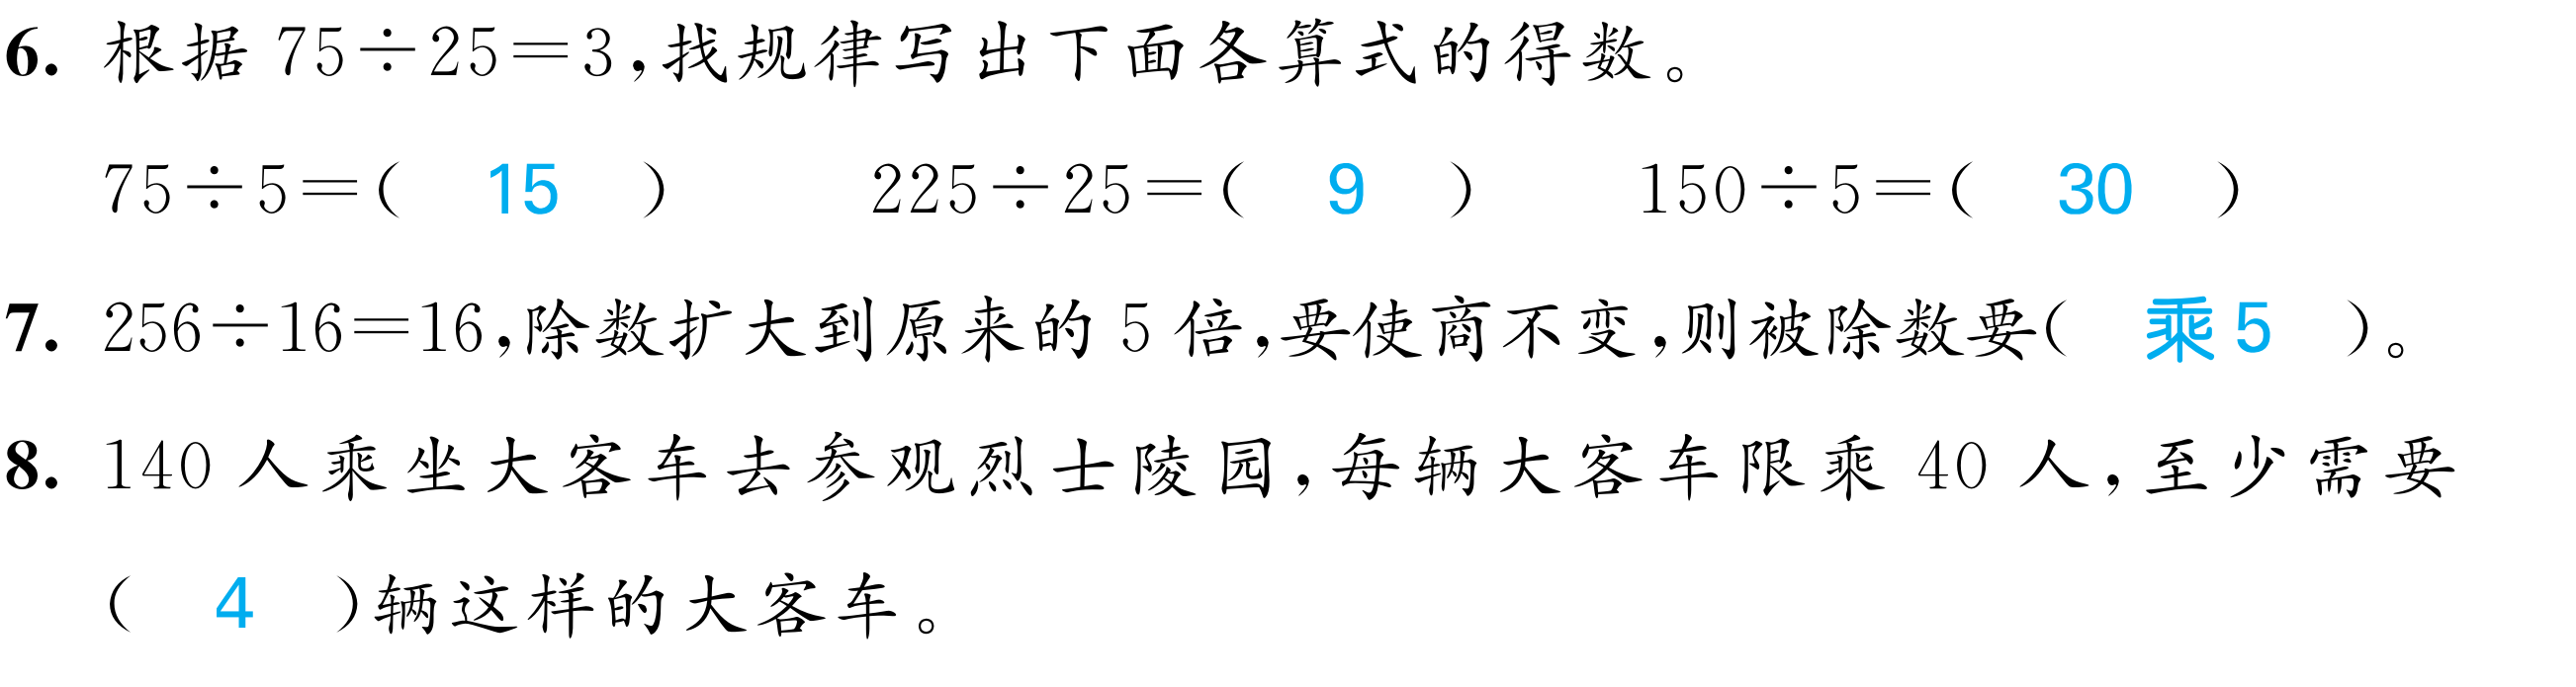 6. 根据 75÷25=3,找规律写出下面各算式的得数。
75÷5=( 15 ) 225÷25=( 9 ) 150÷5=( 30 )
7. 256÷16=16,除数扩大到原来的 5 倍,要使商不变,则被除数要( 乘 5 )。
8. 140 人乘坐大客车去参观烈士陵园,每辆大客车限乘 40 人,至少需要
( 4 )辆这样的大客车。